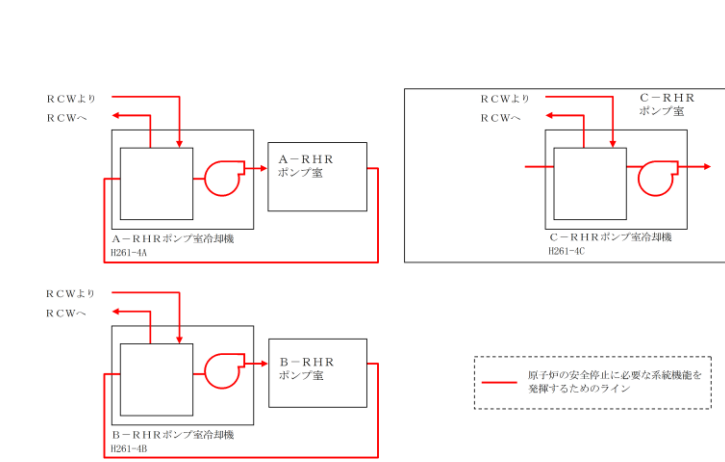 RCWより
RCWへ
A－RHR
ポンプ室
A－RHRポンプ室冷却機
H261-4A
RCWより
RCWへ
C－RHR
ポンプ室
C－RHRポンプ室冷却機
H261-4C
RCWより
RCWへ
B－RHR
ポンプ室
B－RHRポンプ室冷却機
H261-4B
原子炉の安全停止に必要な系統機能を
発揮するためのライン